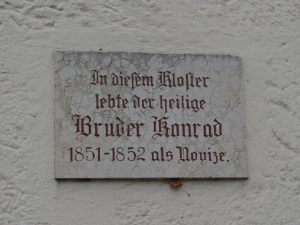 In diesem Kloster
lebte der heilige
Bruder Konrad
1851-1852 als Novize.